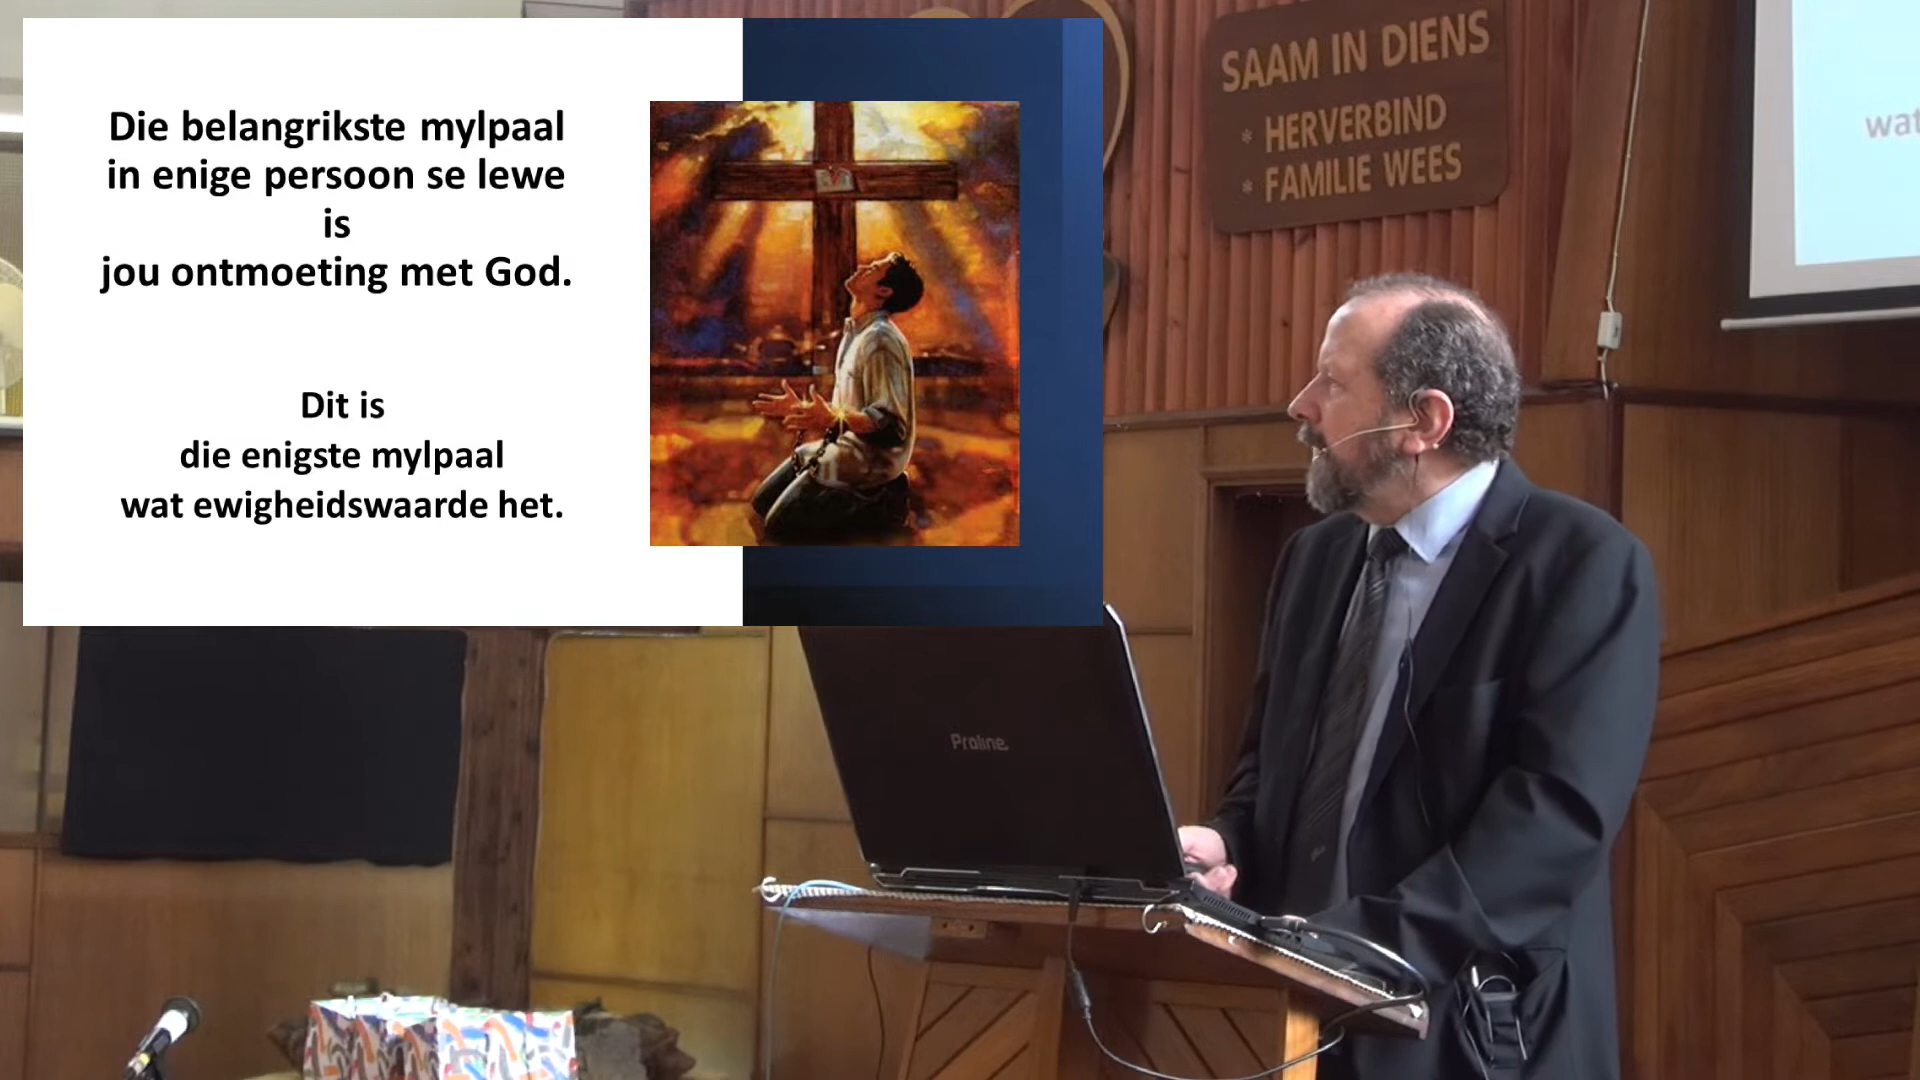 Die belangrikste mylpaal
in enige persoon se lewe
is
jou ontmoeting met God.
Dit is
die enigste mylpaal
wat ewigheidswaarde het.
SAAM IN DIENS
* HERVERBIND
* FAMILIE WEES
Proline